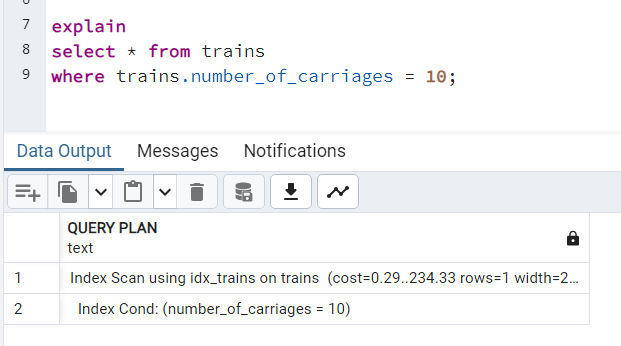 7 explain
8 select * from trains
9 where trains.number_of_carriages = 10;
Data Output Messages Notifications
QUERY PLAN
text
1 Index Scan using idx_trains on trains (cost=0.29..234.33 rows=1 width=2...
2 Index Cond: (number_of_carriages = 10)